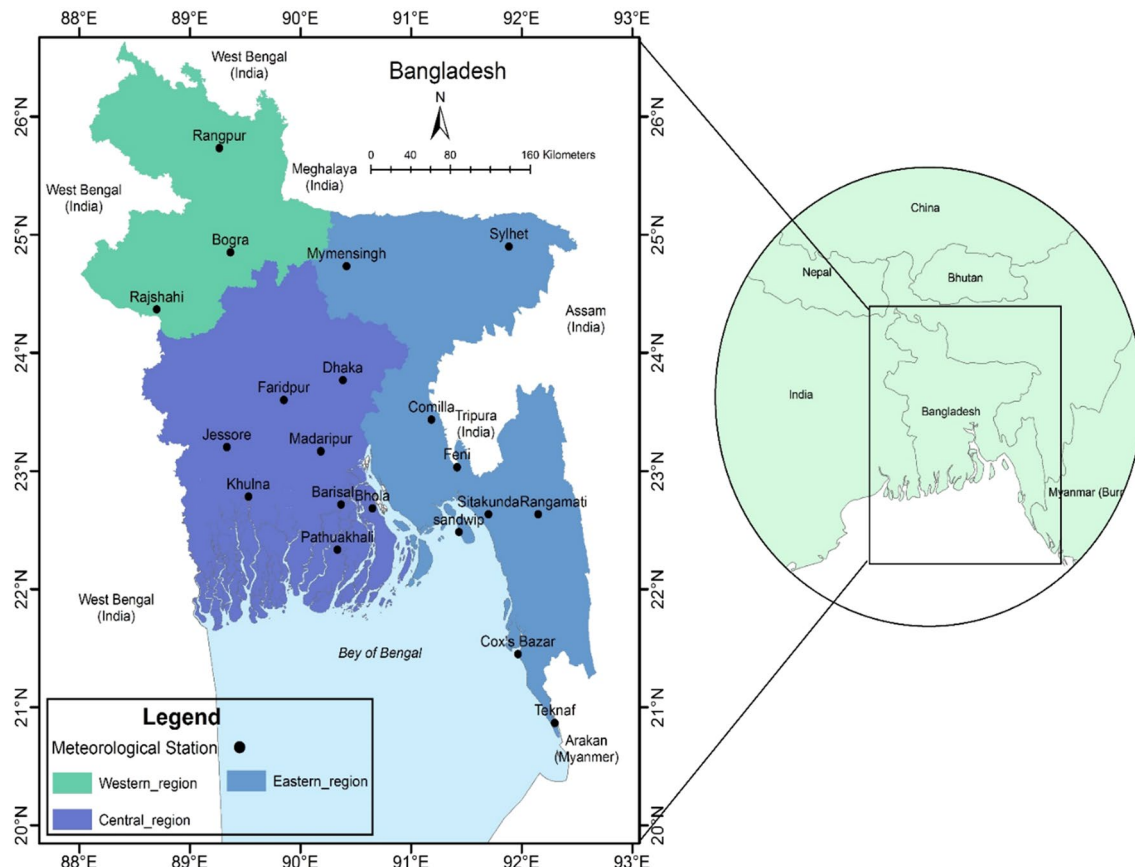 88°E 89°E 90°E 91°E 92°E 93°E
Bangladesh
N
0 40 80 160 Kilometers
West Bengal
(India)
Rangpur
Meghalaya
(India)
West Bengal
(India)
Bogra
Mymensingh
Sylhet
Rajshahi
Assam
(India)
Dhaka
Faridpur
Comilla
Tripura
(India)
Jessore
Madaripur
Feni
Khulna
Barisal
Bhola
Sitakunda
Rangamati
sandwip
Pathuakhali
West Bengal
(India)
Bey of Bengal
Cox's Bazar
Teknaf
Arakan
(Myanmer)
Legend
Meteorological Station
Western_region
Eastern_region
Central_region
26°N
25°N
24°N
23°N
22°N
21°N
20°N
26°N
25°N
24°N
23°N
22°N
21°N
20°N
88°E 89°E 90°E 91°E 92°E 93°E
China
Nepal
Bhutan
India
Bangladesh
Myanmar (Burr